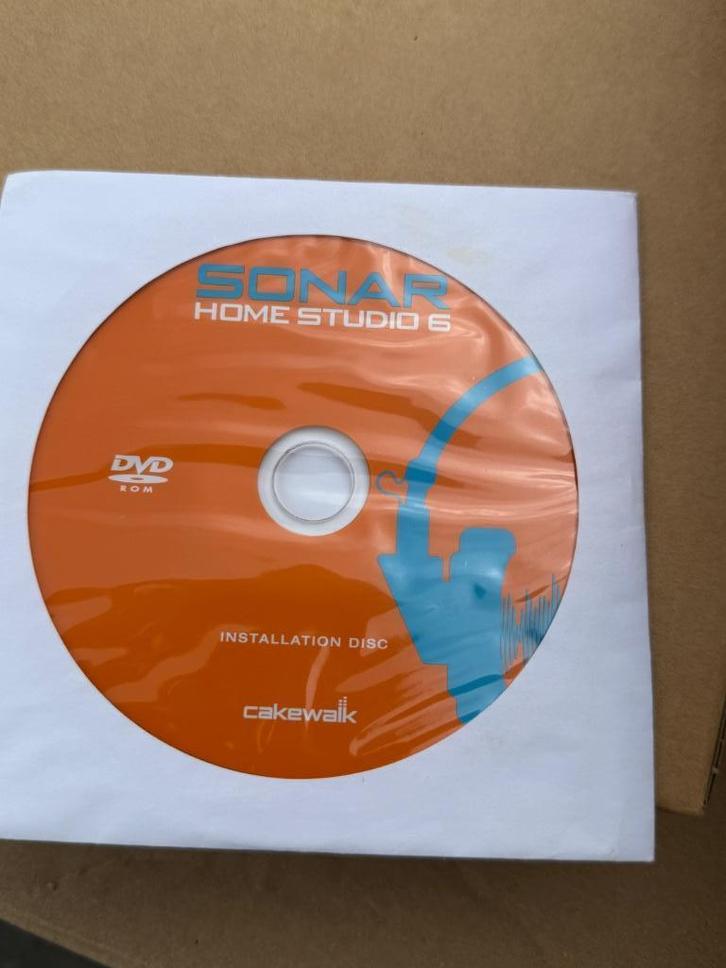 SONAR
HOME STUDIO 6
DVD
ROM
INSTALLATION DISC
cakewalk